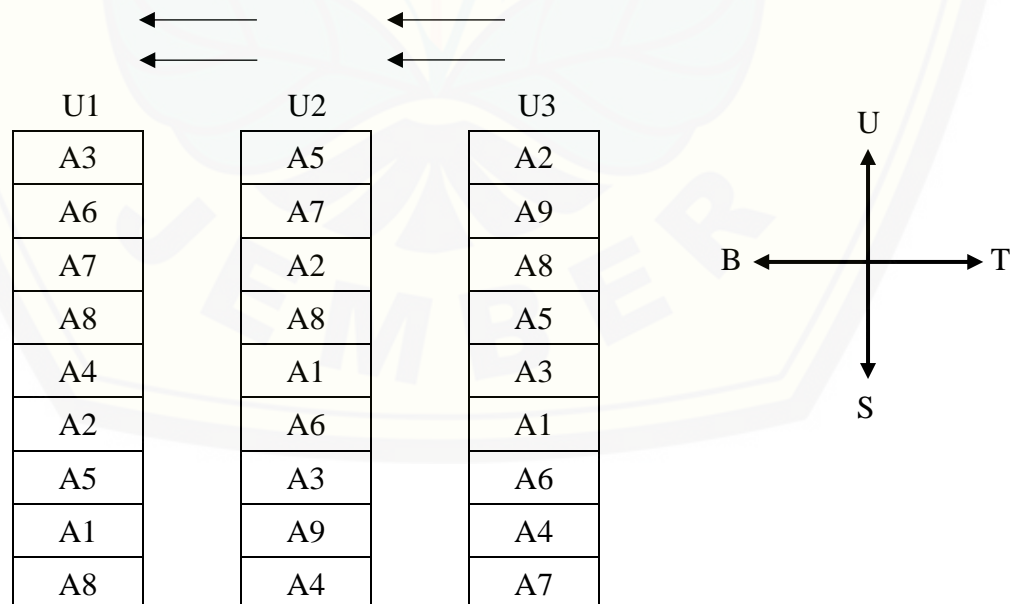 U1 U2 U3
A3 A5 A2
A6 A7 A9
A7 A2 A8
A8 A8 A5
A4 A1 A3
A2 A6 A1
A5 A3 A6
A1 A9 A4
A8 A4 A7
U
B T
S
JEMBER